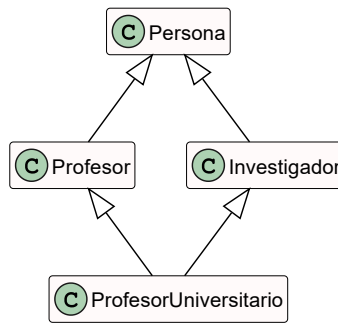 C Persona
C Profesor
C Investigador
C ProfesorUniversitario